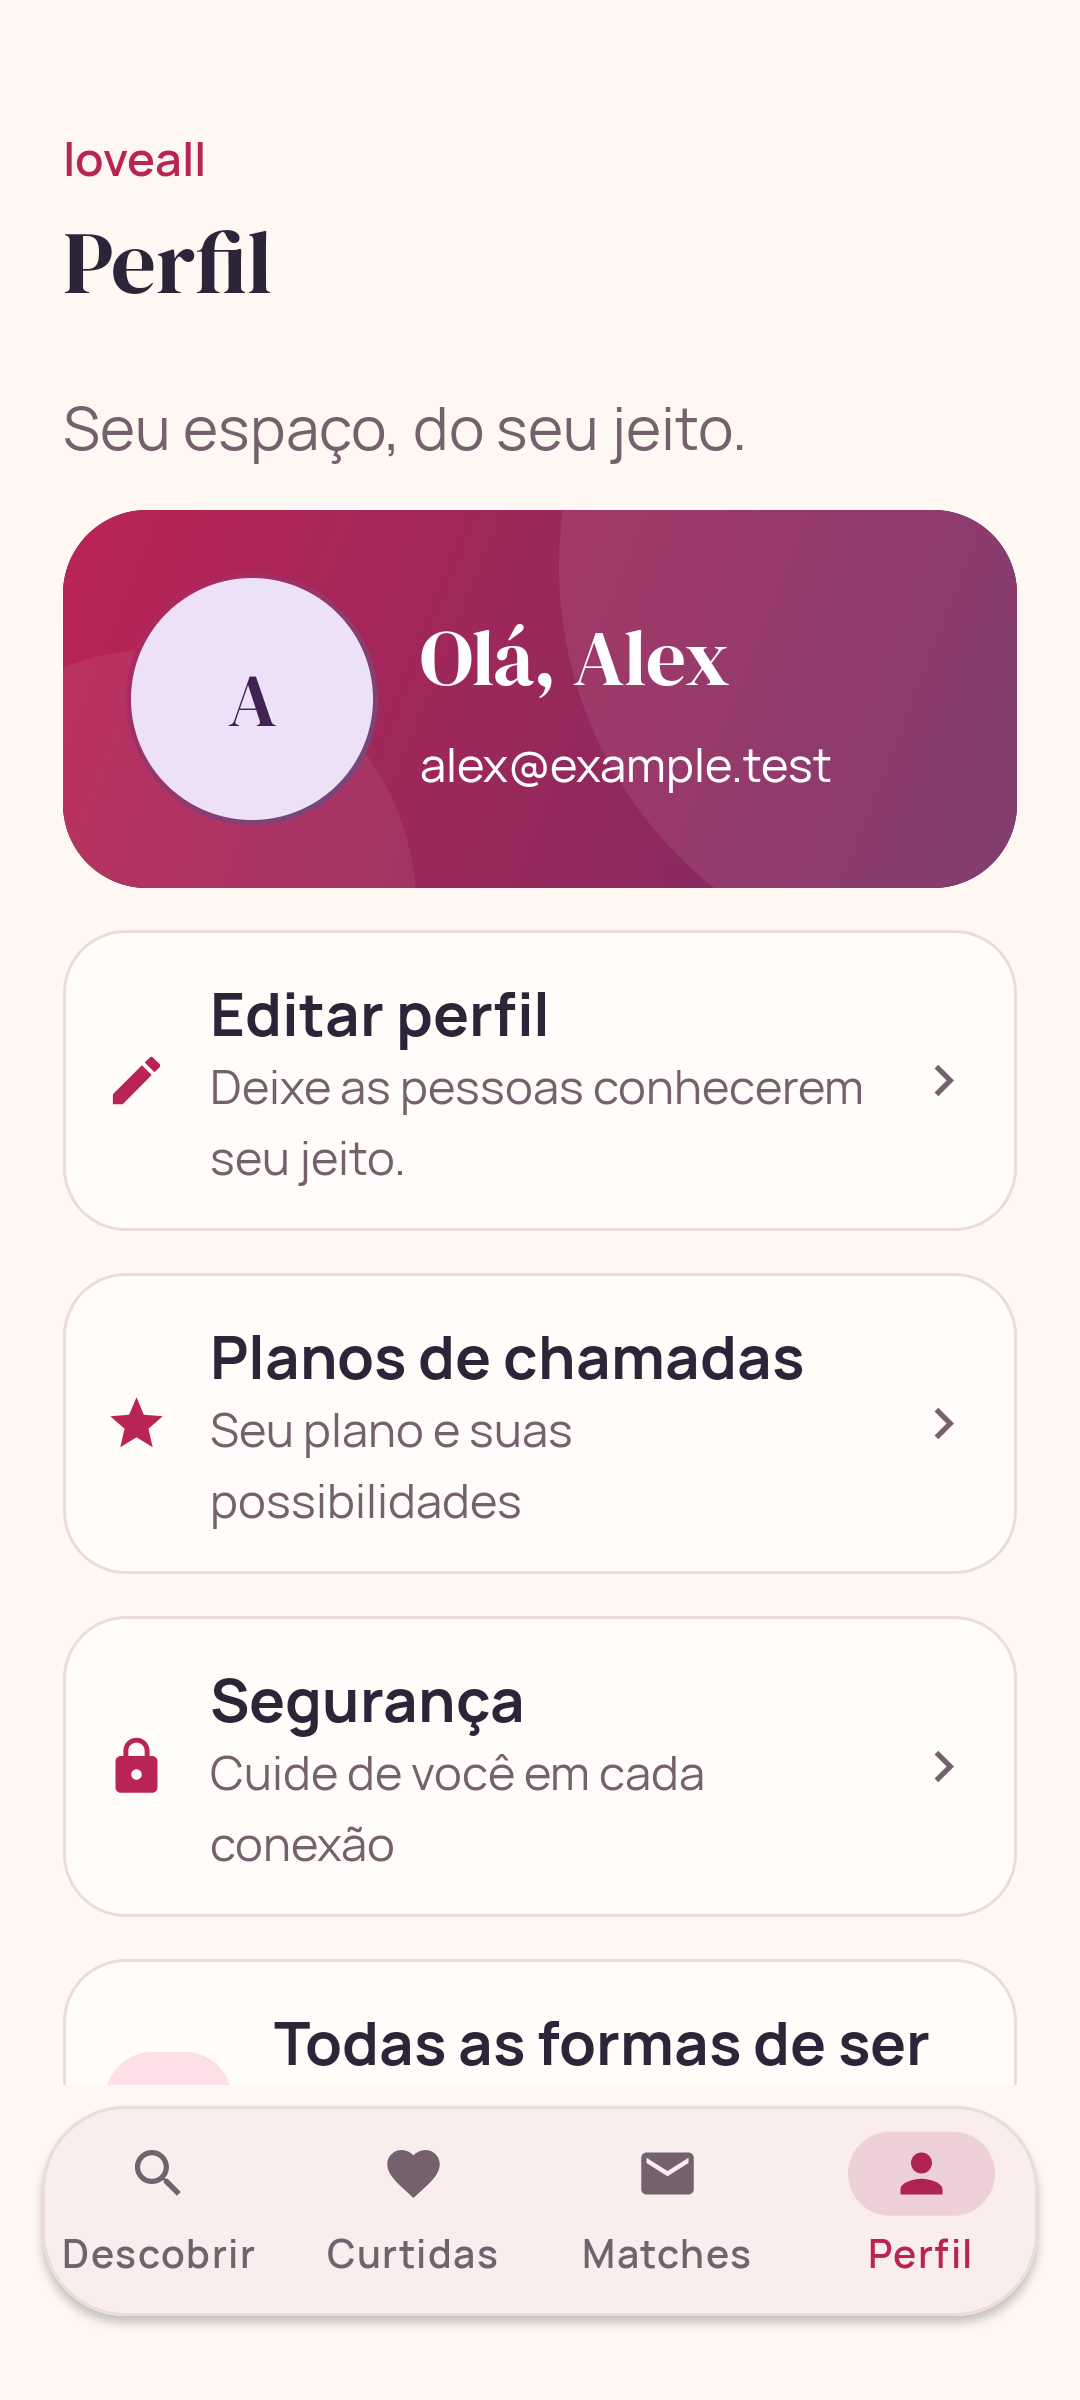 loveall
Perfil
Seu espaço, do seu jeito.
A
Olá, Alex
alex@example.test
Editar perfil
Deixe as pessoas conhecerem
seu jeito.
Planos de chamadas
Seu plano e suas
possibilidades
Segurança
Cuide de você em cada
conexão
Todas as formas de ser
Descobrir
Curtidas
Matches
Perfil